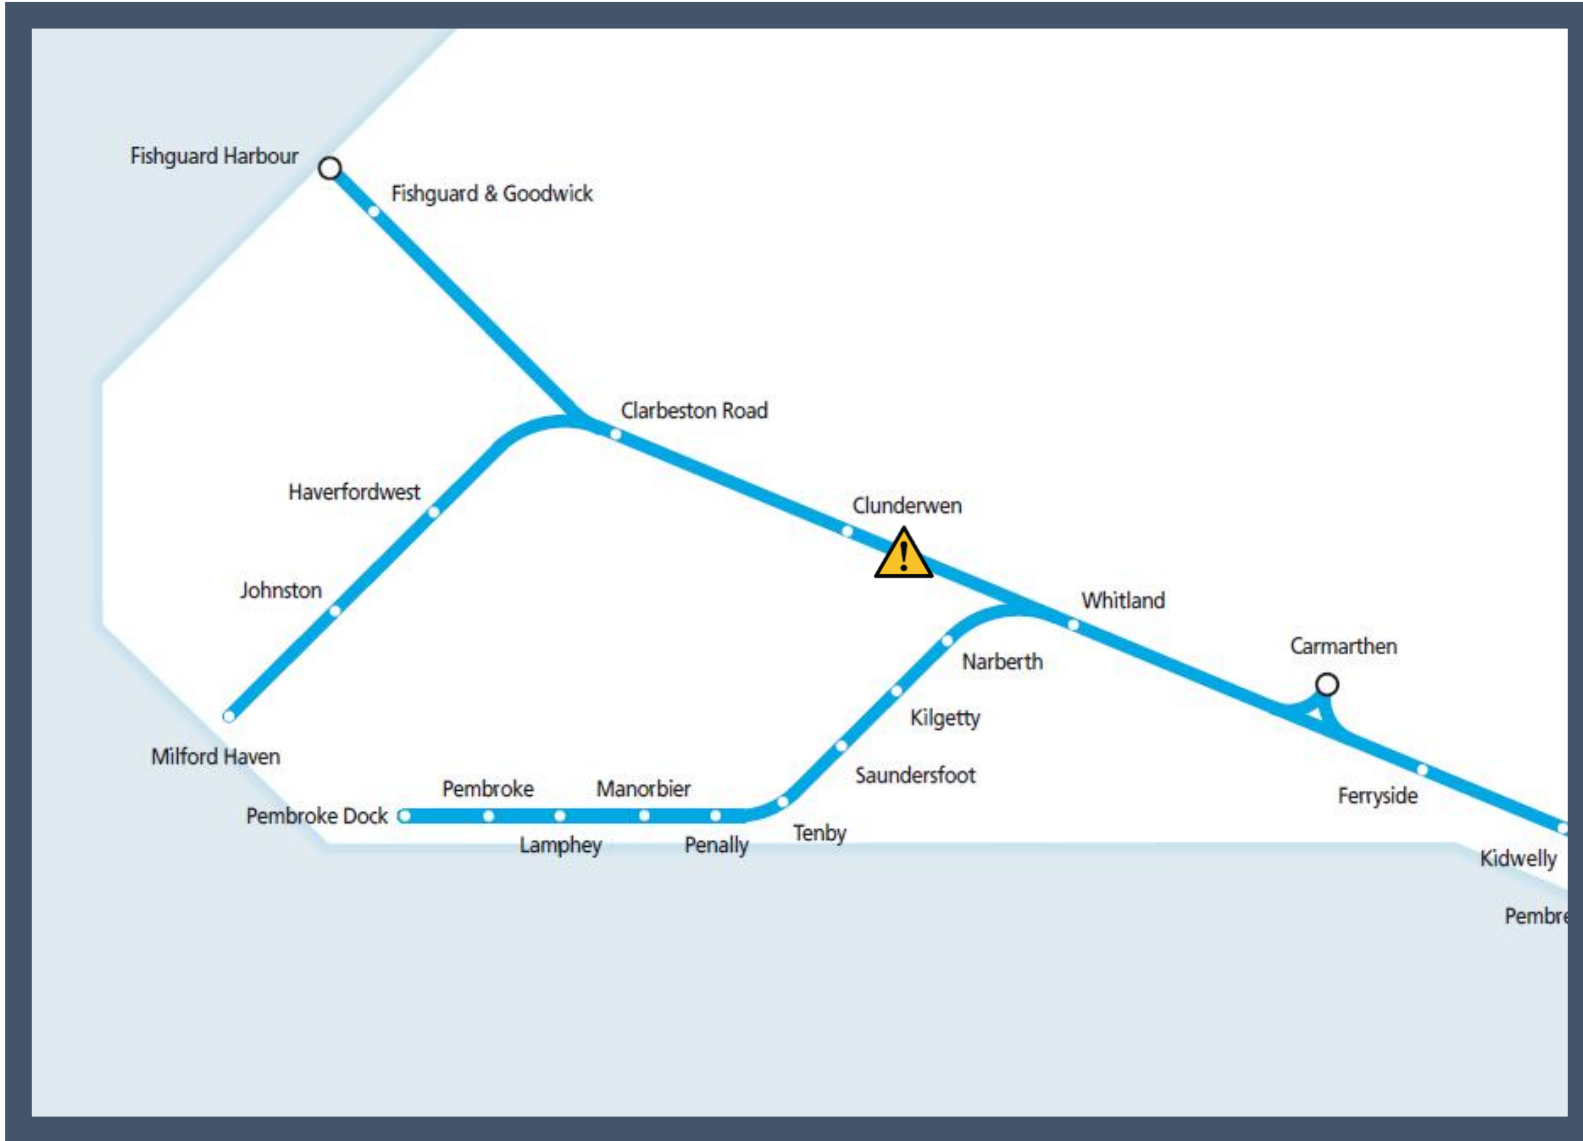 Fishguard Harbour
Fishguard & Goodwick
Clarbeston Road
Haverfordwest
Clunderwen
Johnston
Whitland
Carmarthen
Narberth
Kilgetty
Milford Haven
Saundersfoot
Pembroke
Manorbier
Ferryside
Pembroke Dock
Tenby
Lamphey
Penally
Kidwelly
Pembre
!